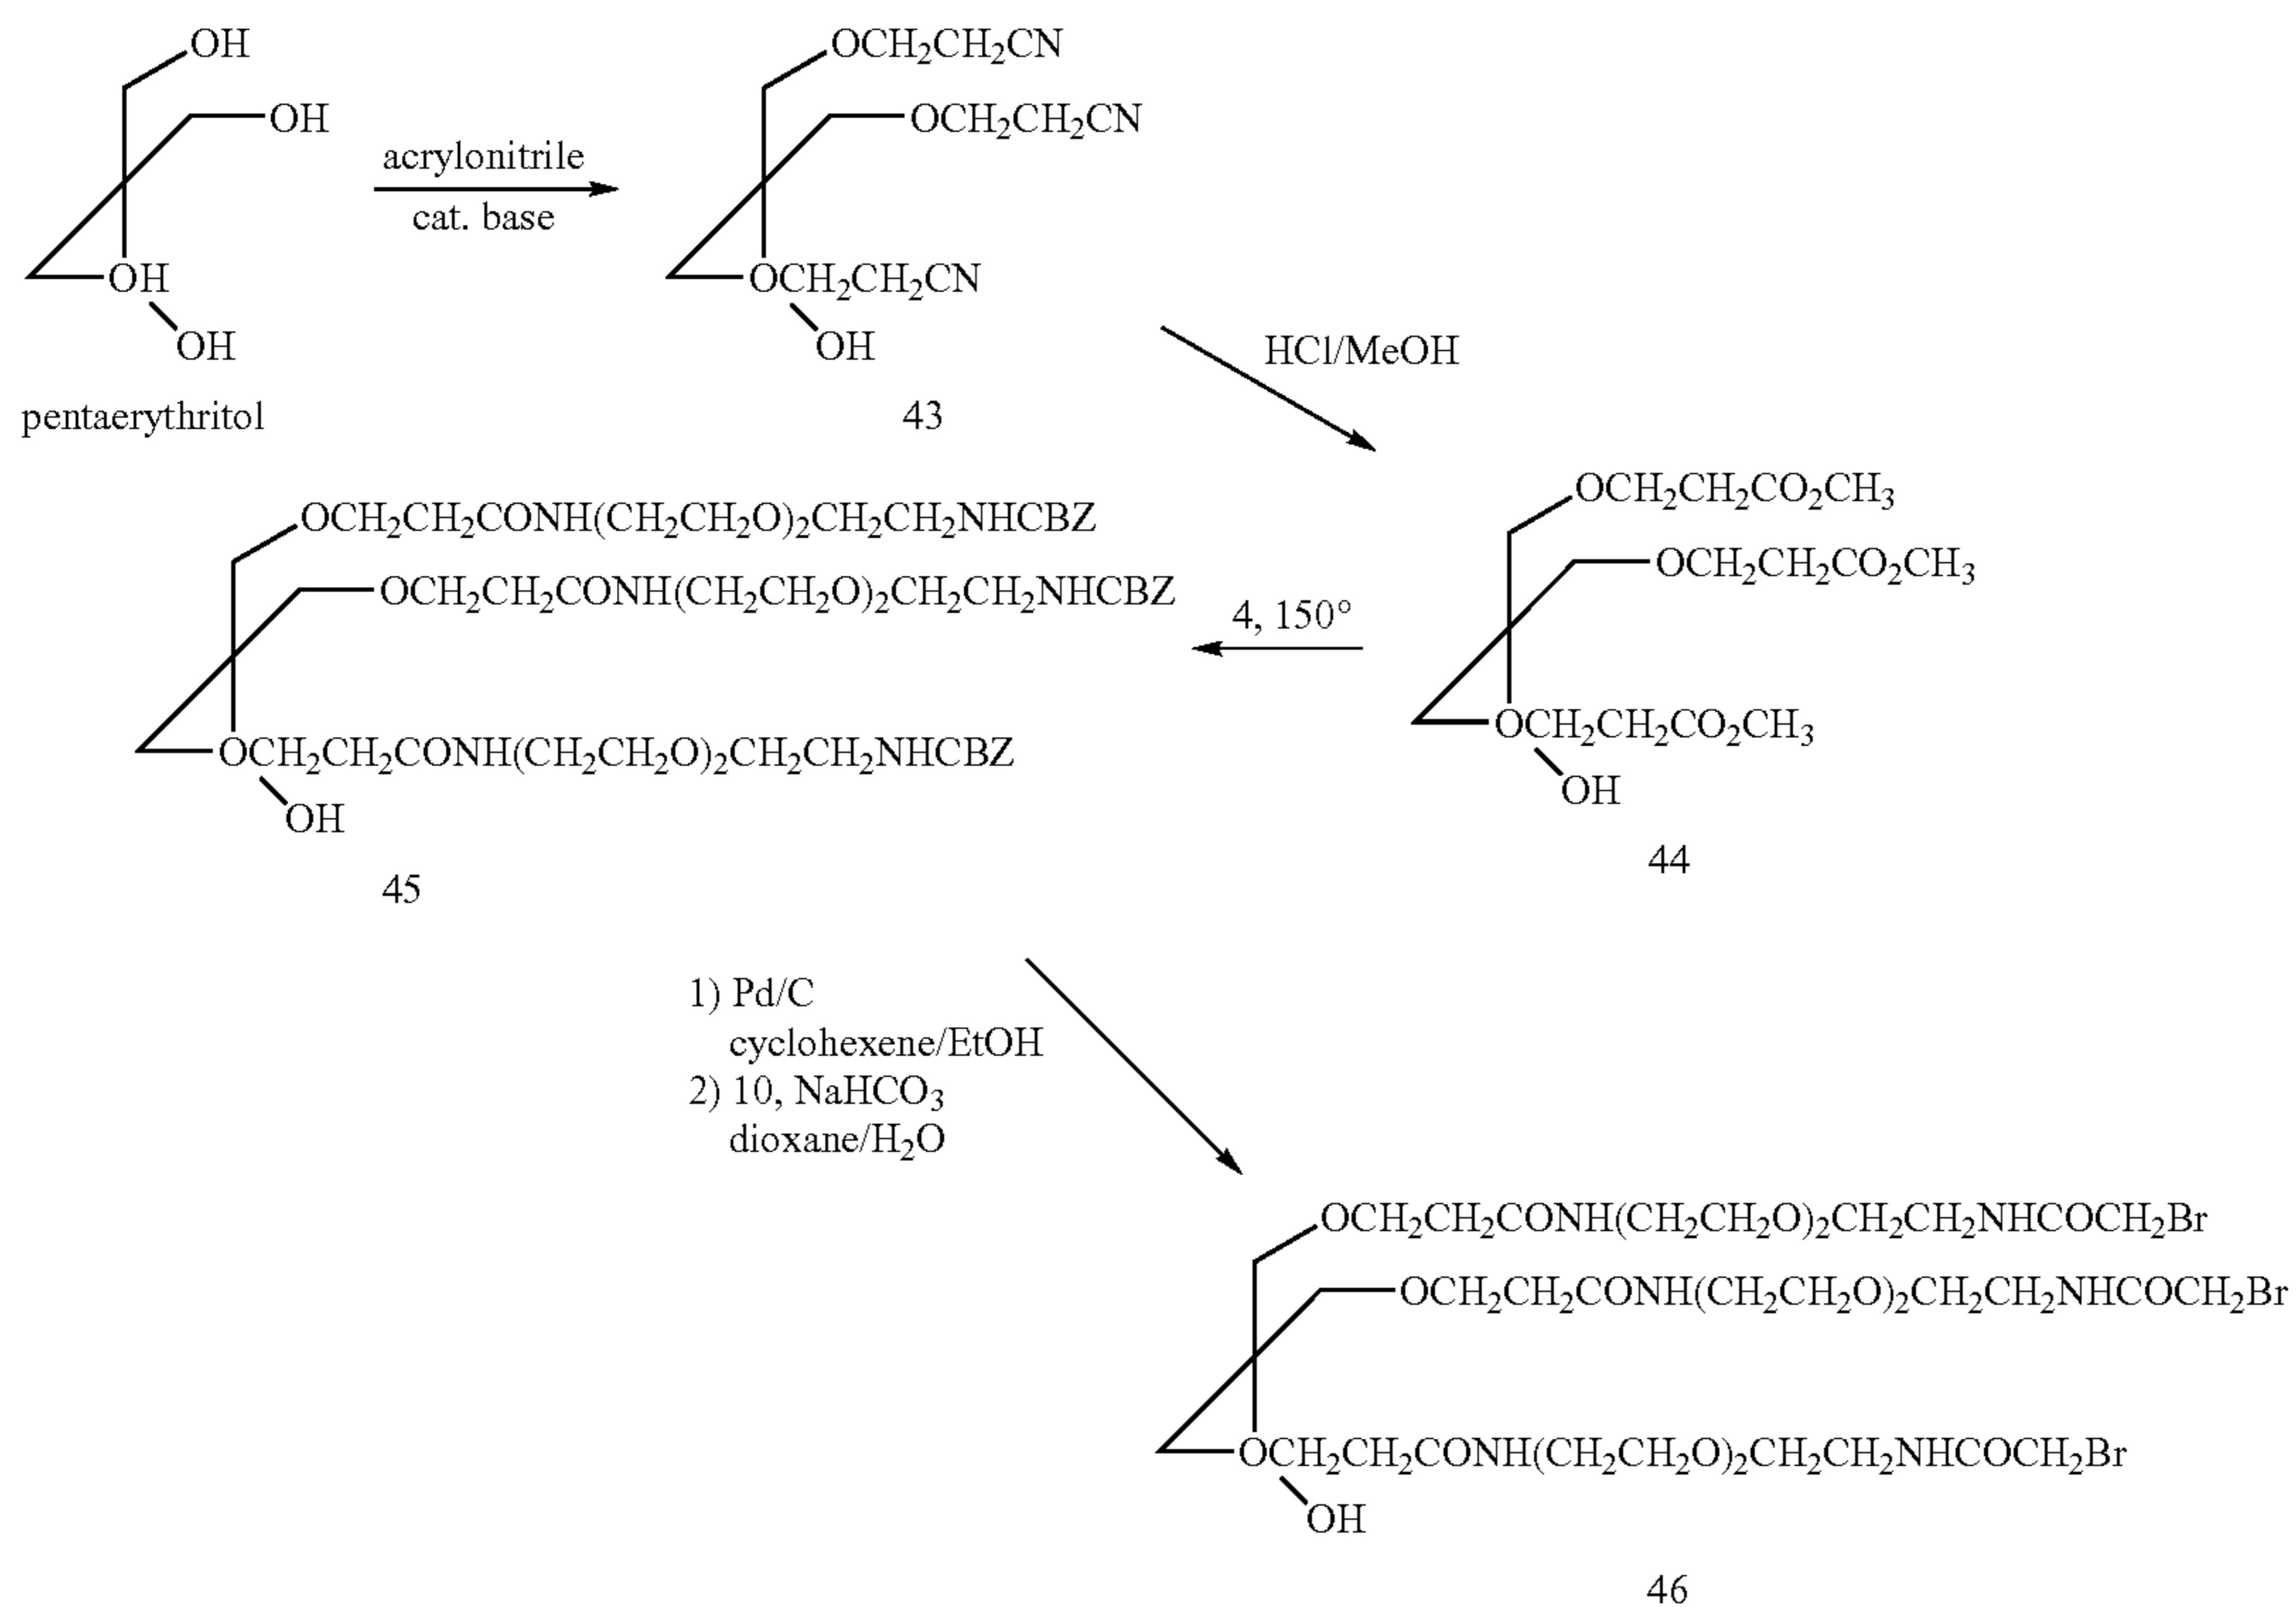 OH
OH
OH
OH
pentaerythritol
acrylonitrile
cat. base
OCH₂CH₂CN
OCH₂CH₂CN
OCH₂CH₂CN
OH
43
HCl/MeOH
OCH₂CH₂CO₂CH₃
OCH₂CH₂CO₂CH₃
OCH₂CH₂CO₂CH₃
OH
44
4, 150°
OCH₂CH₂CONH(CH₂CH₂O)₂CH₂CH₂NHCBZ
OCH₂CH₂CONH(CH₂CH₂O)₂CH₂CH₂NHCBZ
OCH₂CH₂CONH(CH₂CH₂O)₂CH₂CH₂NHCBZ
OH
45
1) Pd/C
cyclohexene/EtOH
2) 10, NaHCO₃
dioxane/H₂O
OCH₂CH₂CONH(CH₂CH₂O)₂CH₂CH₂NHCOCH₂Br
OCH₂CH₂CONH(CH₂CH₂O)₂CH₂CH₂NHCOCH₂Br
OCH₂CH₂CONH(CH₂CH₂O)₂CH₂CH₂NHCOCH₂Br
OH
46